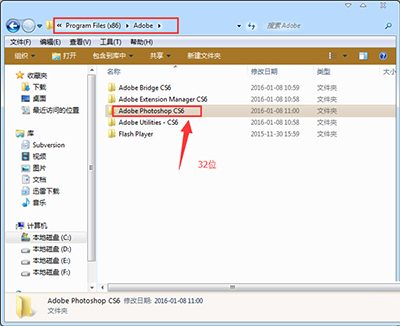 « Program Files (x86) ▸ Adobe ▸
搜索 Adobe
文件(F) 编辑(E) 查看(V) 工具(T) 帮助(H)
组织 打开 包含到库中 共享 新建文件夹
名称 修改日期 类型
收藏夹
下载
桌面
最近访问的位置
库
Subversion
视频
图片
文档
迅雷下载
音乐
计算机
本地磁盘 (C:)
本地磁盘 (D:)
本地磁盘 (E:)
本地磁盘 (F:)
Adobe Bridge CS6 2016-01-08 10:59 文件夹
Adobe Extension Manager CS6 2016-01-08 10:58 文件夹
Adobe Photoshop CS6 2016-01-08 11:00 文件夹
Adobe Utilities - CS6 2016-01-08 10:58 文件夹
Flash Player 2015-11-30 15:59 文件夹
32位
Adobe Photoshop CS6 修改日期: 2016-01-08 11:00
文件夹